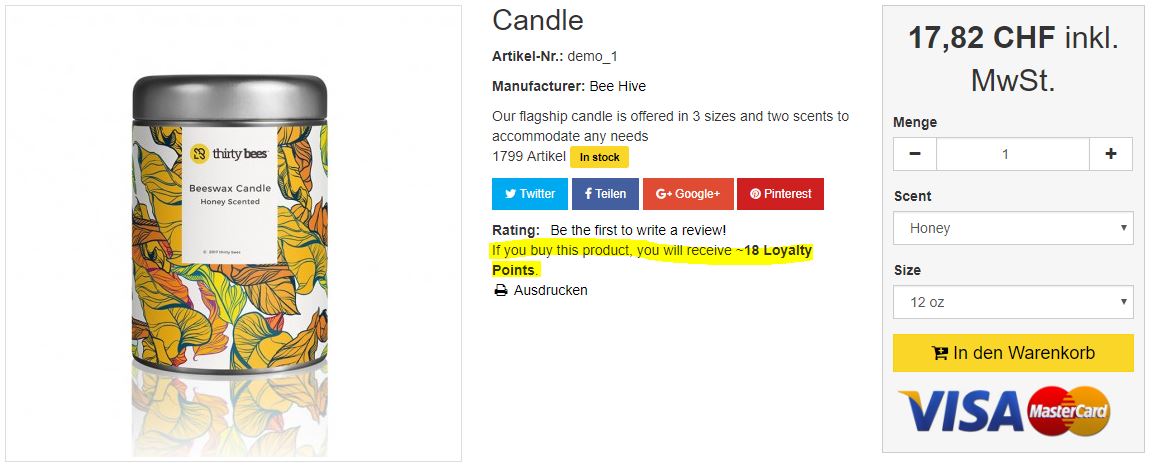 thirty bees
Beeswax Candle
Honey Scented
© 2017 thirty bees
Candle
Artikel-Nr.: demo_1
Manufacturer: Bee Hive
Our flagship candle is offered in 3 sizes and two scents to
accommodate any needs
1799 Artikel In stock
Twitter Teilen Google+ Pinterest
Rating: Be the first to write a review!
If you buy this product, you will receive ~18 Loyalty
Points.
Ausdrucken
17,82 CHF inkl.
MwSt.
Menge
− 1 +
Scent
Honey
Size
12 oz
In den Warenkorb
VISA MasterCard